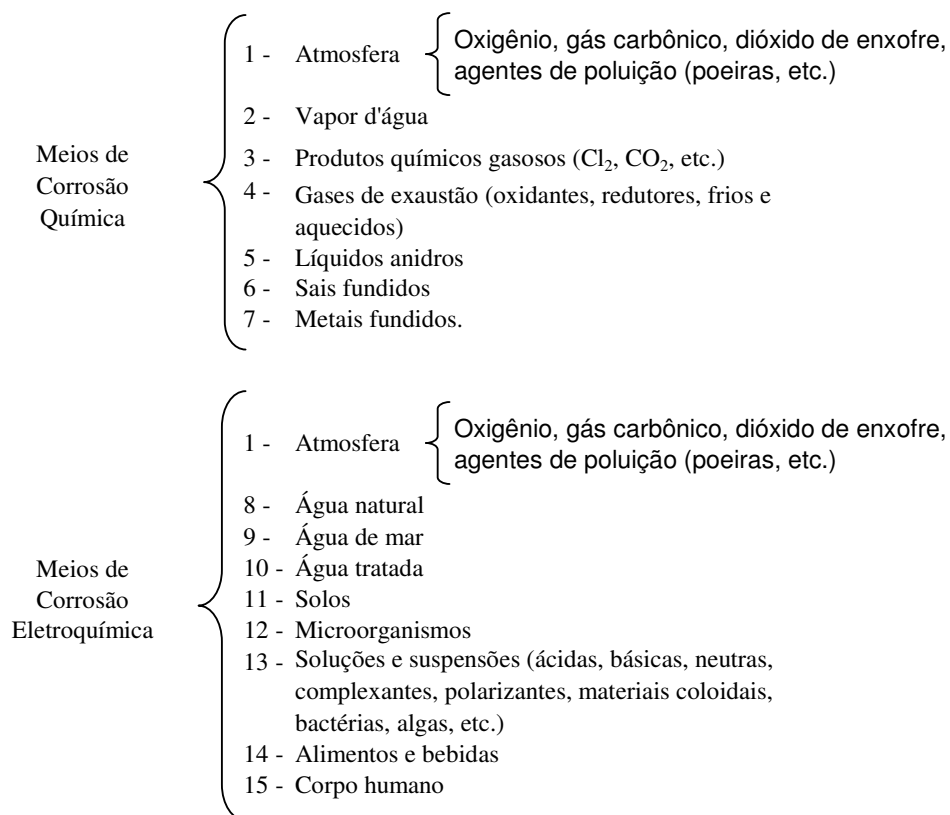 1 - Atmosfera
Oxigênio, gás carbônico, dióxido de enxofre,
agentes de poluição (poeiras, etc.)
2 - Vapor d'água
Meios de
Corrosão
Química
3 - Produtos químicos gasosos (Cl₂, CO₂, etc.)
4 - Gases de exaustão (oxidantes, redutores, frios e
aquecidos)
5 - Líquidos anidros
6 - Sais fundidos
7 - Metais fundidos.
1 - Atmosfera
Oxigênio, gás carbônico, dióxido de enxofre,
agentes de poluição (poeiras, etc.)
8 - Água natural
9 - Água de mar
10 - Água tratada
Meios de
Corrosão
Eletroquímica
11 - Solos
12 - Microorganismos
13 - Soluções e suspensões (ácidas, básicas, neutras,
complexantes, polarizantes, materiais coloidais,
bactérias, algas, etc.)
14 - Alimentos e bebidas
15 - Corpo humano